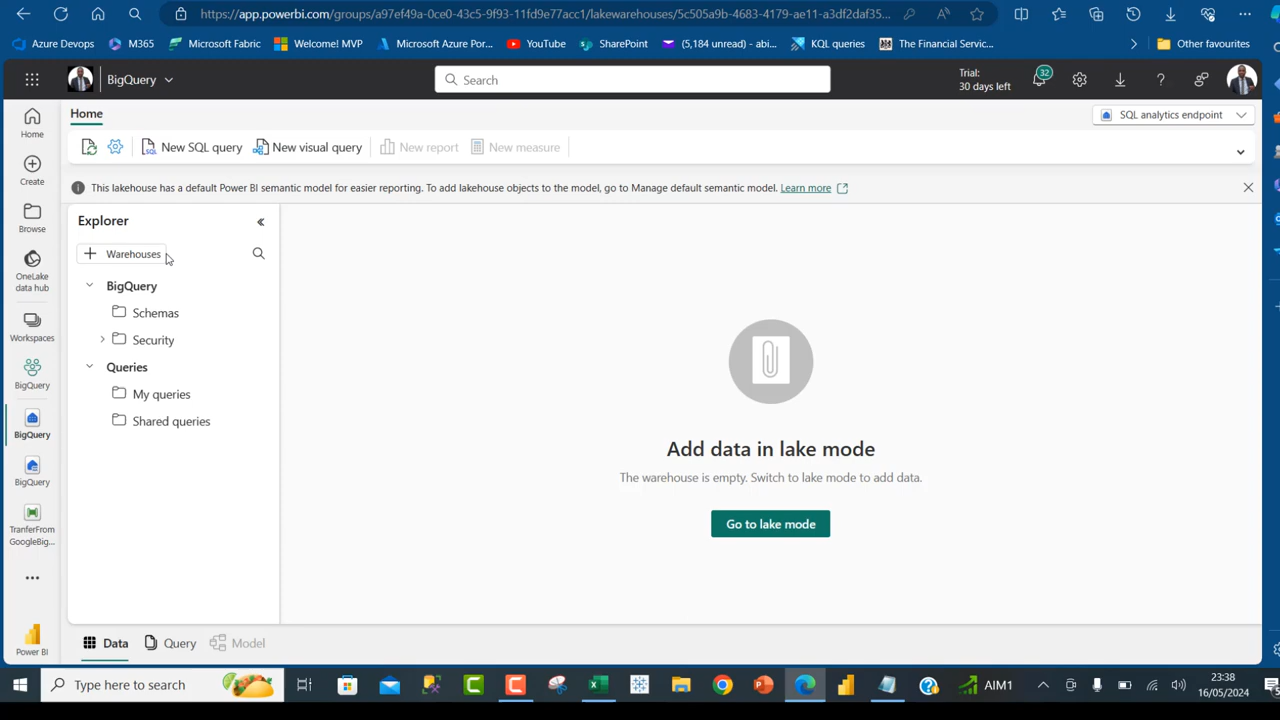 https://app.powerbi.com/groups/a97ef49a-0ce0-43c5-9f93-11fd9e77acc1/lakewarehouses/5c505a9b-4683-4179-ae11-a3df2daf35...
Azure Devops
M365
Microsoft Fabric
Welcome! MVP
Microsoft Azure Por...
YouTube
SharePoint
(5,184 unread) - abi...
KQL queries
The Financial Servic...
Other favourites
BigQuery
Search
Trial:
30 days left
32
Home
SQL analytics endpoint
New SQL query
New visual query
New report
New measure
This lakehouse has a default Power BI semantic model for easier reporting. To add lakehouse objects to the model, go to Manage default semantic model. Learn more
Home
Create
Browse
OneLake
data hub
Workspaces
BigQuery
BigQuery
BigQuery
TranferFrom
GoogleBig...
Power BI
Explorer
Warehouses
BigQuery
Schemas
Security
Queries
My queries
Shared queries
Add data in lake mode
The warehouse is empty. Switch to lake mode to add data.
Go to lake mode
Data
Query
Model
Type here to search
AIM1
23:38
16/05/2024